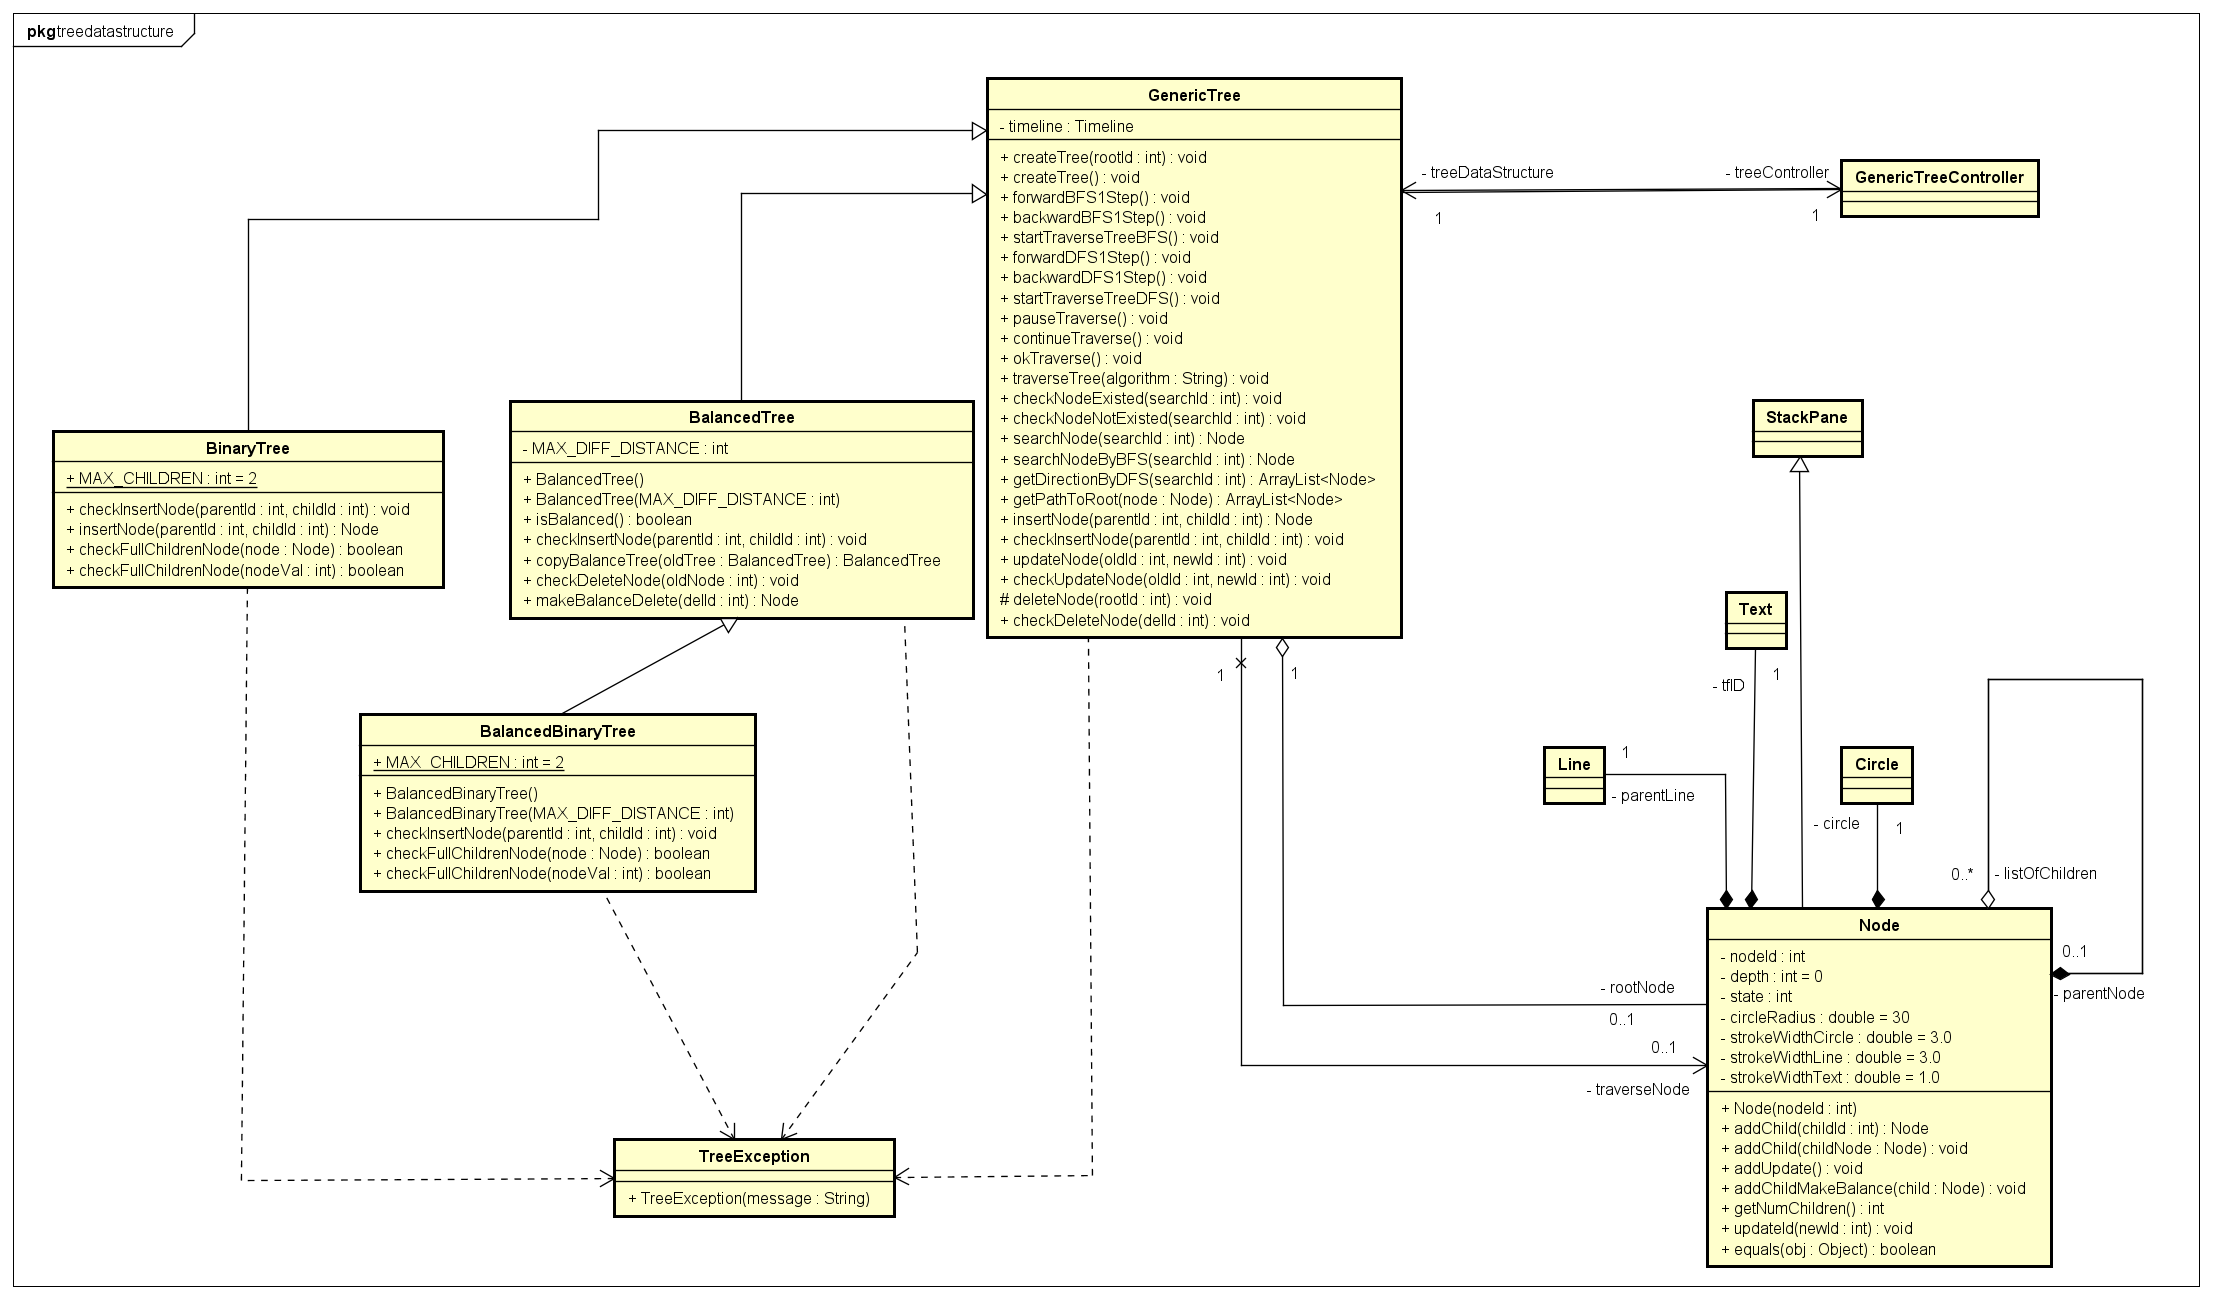 pkg treedatastructure
GenericTree
- timeline : Timeline
+ createTree(rootId : int) : void
+ createTree() : void
+ forwardBFS1Step() : void
+ backwardBFS1Step() : void
+ startTraverseTreeBFS() : void
+ forwardDFS1Step() : void
+ backwardDFS1Step() : void
+ startTraverseTreeDFS() : void
+ pauseTraverse() : void
+ continueTraverse() : void
+ okTraverse() : void
+ traverseTree(algorithm : String) : void
+ checkNodeExisted(searchId : int) : void
+ checkNodeNotExisted(searchId : int) : void
+ searchNode(searchId : int) : Node
+ searchNodeByBFS(searchId : int) : Node
+ getDirectionByDFS(searchId : int) : ArrayList<Node>
+ getPathToRoot(node : Node) : ArrayList<Node>
+ insertNode(parentId : int, childId : int) : Node
+ checkInsertNode(parentId : int, childId : int) : void
+ updateNode(oldId : int, newId : int) : void
+ checkUpdateNode(oldId : int, newId : int) : void
# deleteNode(rootId : int) : void
+ checkDeleteNode(delId : int) : void
- treeDataStructure
1
- treeController
1
GenericTreeController
BinaryTree
+ MAX_CHILDREN : int = 2
+ checkInsertNode(parentId : int, childId : int) : void
+ insertNode(parentId : int, childId : int) : Node
+ checkFullChildrenNode(node : Node) : boolean
+ checkFullChildrenNode(nodeVal : int) : boolean
BalancedTree
- MAX_DIFF_DISTANCE : int
+ BalancedTree()
+ BalancedTree(MAX_DIFF_DISTANCE : int)
+ isBalanced() : boolean
+ checkInsertNode(parentId : int, childId : int) : void
+ copyBalanceTree(oldTree : BalancedTree) : BalancedTree
+ checkDeleteNode(oldNode : int) : void
+ makeBalanceDelete(delId : int) : Node
StackPane
Text
1
- tfID
Line
1
- parentLine
Circle
- circle
1
BalancedBinaryTree
+ MAX_CHILDREN : int = 2
+ BalancedBinaryTree()
+ BalancedBinaryTree(MAX_DIFF_DISTANCE : int)
+ checkInsertNode(parentId : int, childId : int) : void
+ checkFullChildrenNode(node : Node) : boolean
+ checkFullChildrenNode(nodeVal : int) : boolean
1
1
- rootNode
0..1
0..1
- traverseNode
0..*
- listOfChildren
0..1
- parentNode
Node
- nodeId : int
- depth : int = 0
- state : int
- circleRadius : double = 30
- strokeWidthCircle : double = 3.0
- strokeWidthLine : double = 3.0
- strokeWidthText : double = 1.0
+ Node(nodeId : int)
+ addChild(childId : int) : Node
+ addChild(childNode : Node) : void
+ addUpdate() : void
+ addChildMakeBalance(child : Node) : void
+ getNumChildren() : int
+ updateId(newId : int) : void
+ equals(obj : Object) : boolean
TreeException
+ TreeException(message : String)